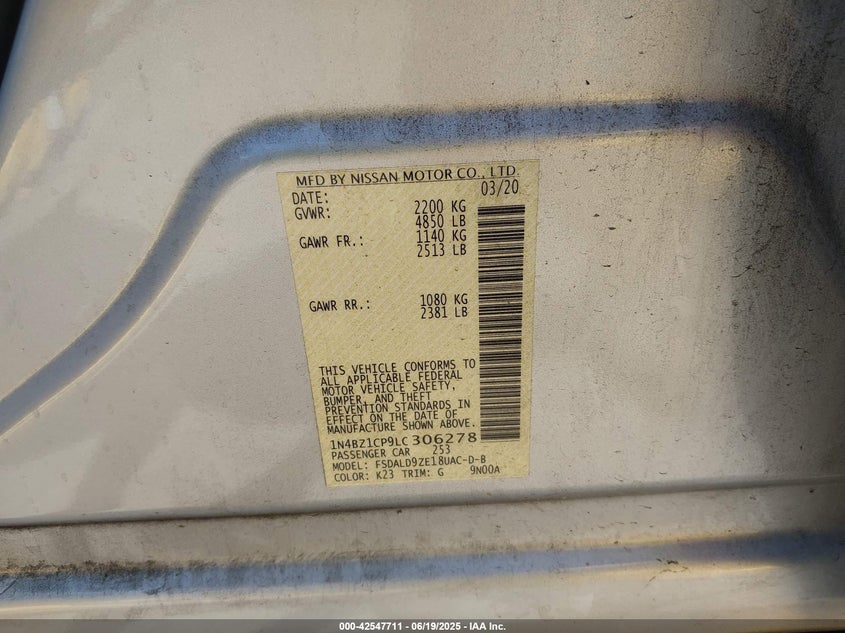 MFD BY NISSAN MOTOR CO., LTD.
DATE: 03/20
GVWR: 2200 KG
4850 LB
GAWR FR.: 1140 KG
2513 LB
GAWR RR.: 1080 KG
2381 LB
THIS VEHICLE CONFORMS TO
ALL APPLICABLE FEDERAL
MOTOR VEHICLE SAFETY,
BUMPER, AND THEFT
PREVENTION STANDARDS IN
EFFECT ON THE DATE OF
MANUFACTURE SHOWN ABOVE.
1N4BZ1CP9LC306278
PASSENGER CAR 253
MODEL: FSDALD9ZE18UAC-D-B
COLOR: K23 TRIM: G 9N00A
000-42547711 - 06/19/2025 - IAA Inc.